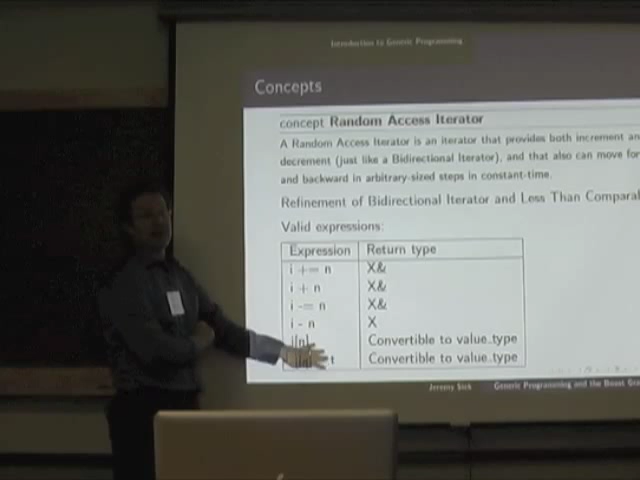 Introduction to Generic Programming
Concepts
concept Random Access Iterator
A Random Access Iterator is an iterator that provides both increment an
decrement (just like a Bidirectional Iterator), and that also can move for
and backward in arbitrary-sized steps in constant-time.
Refinement of Bidirectional Iterator and Less Than Comparal
Valid expressions:
Expression Return type
i += n X&
i + n X&
i -= n X&
i - n X
i[n] Convertible to value_type
t Convertible to value_type
Jeremy Generic Programming and the Boost Gra